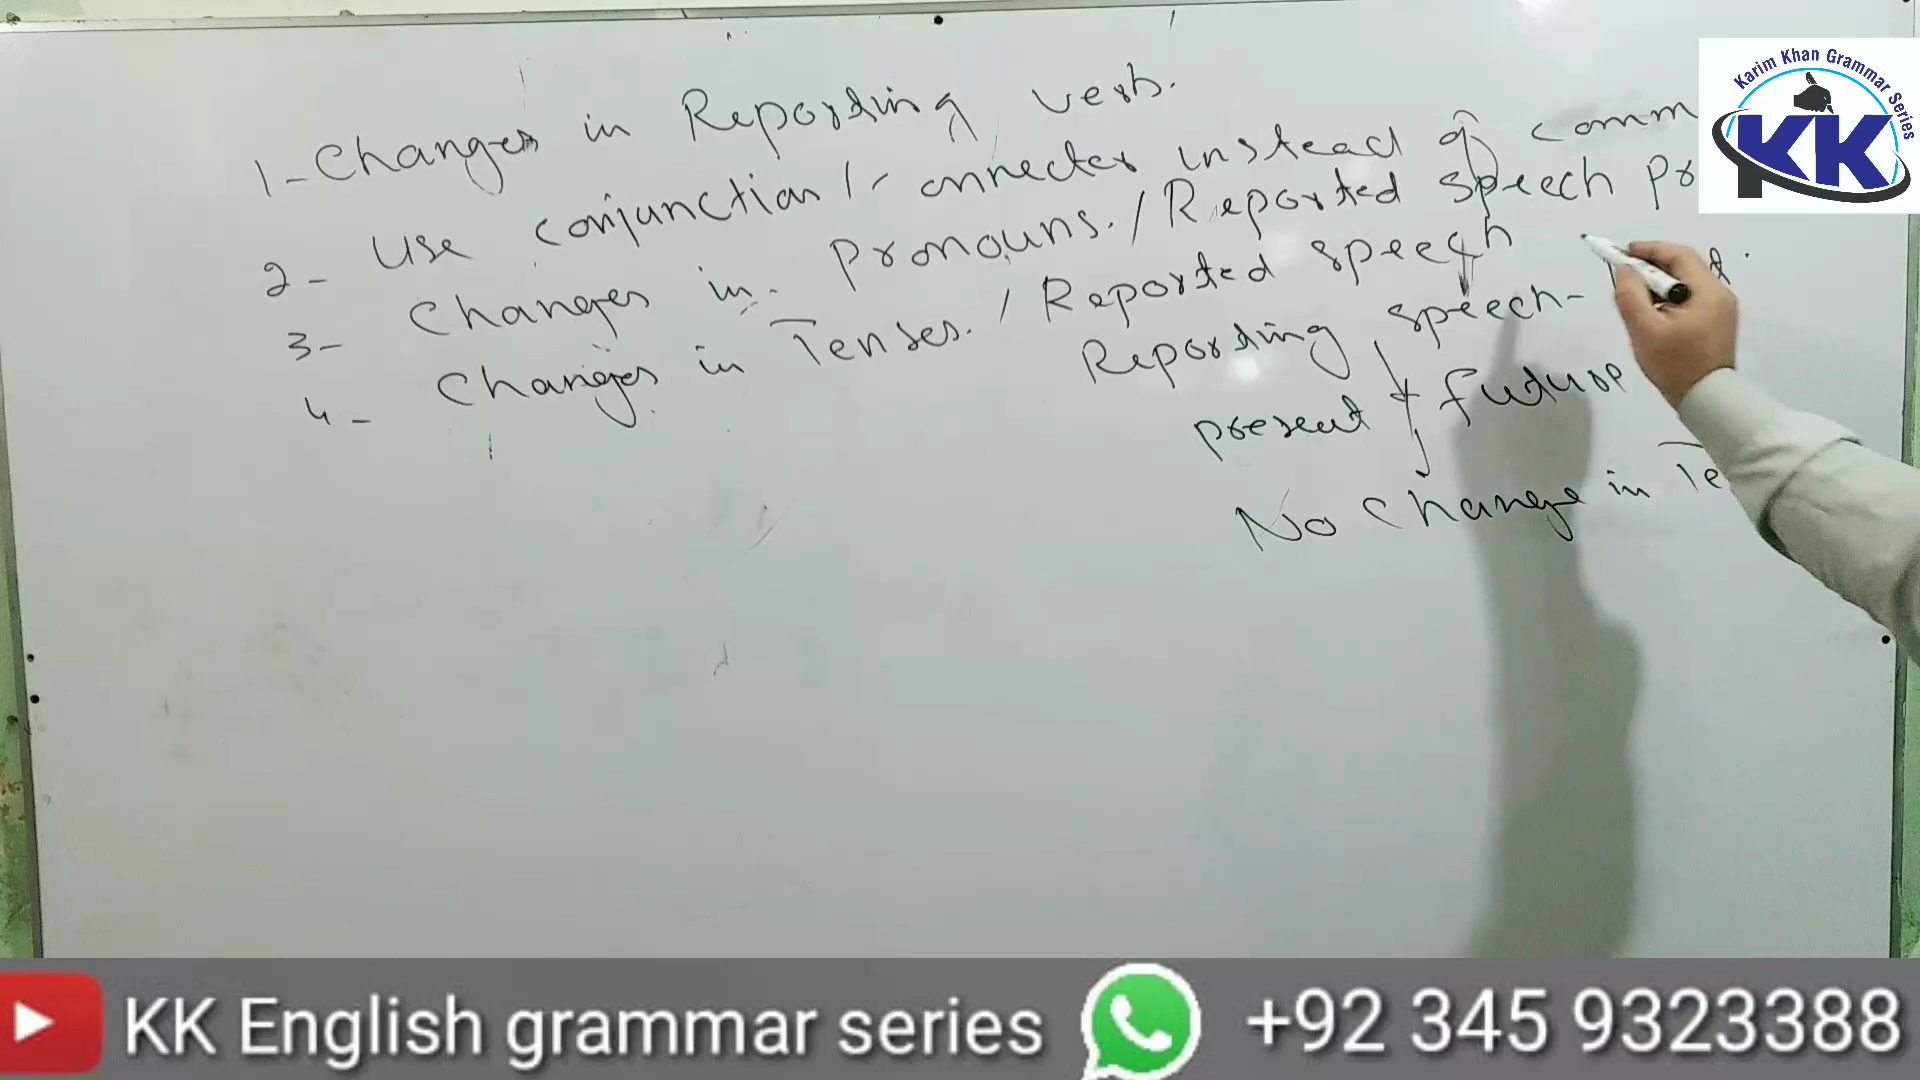 1- Changes in Reporting verb.
2- Use conjunction / connecter instead of comm
3- Changes in Pronouns. / Reported speech Pr
4- Changes in Tenses. / Reported speech
Reporting speech-
present + future
No Change in Te
Karim Khan Grammar Series
KK
KK English grammar series +92 345 9323388